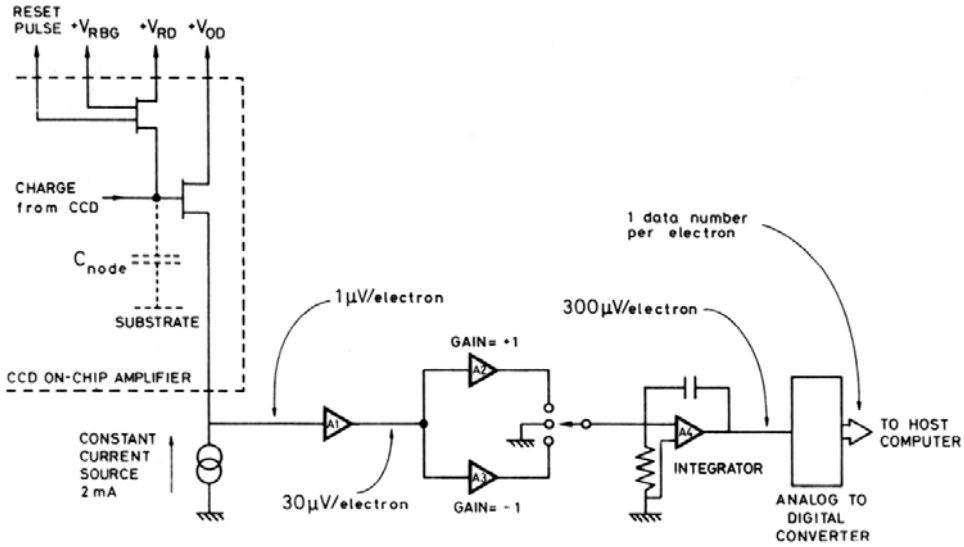 RESET
PULSE
+VRBG +VRD +VOD
CHARGE
from CCD
Cnode
SUBSTRATE
CCD ON-CHIP AMPLIFIER
1µV/electron
1 data number
per electron
300µV/electron
GAIN= +1
A2
A1
A4
TO HOST
COMPUTER
CONSTANT
CURRENT
SOURCE
2mA
30µV/electron
A3
GAIN= -1
INTEGRATOR
ANALOG TO
DIGITAL
CONVERTER